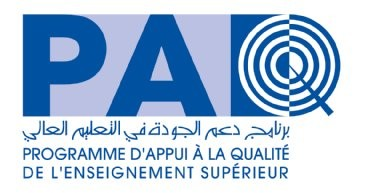 PAQ
برنامج دعم الجودة في التعليم العالي
PROGRAMME D'APPUI À LA QUALITÉ
DE L'ENSEIGNEMENT SUPÉRIEUR